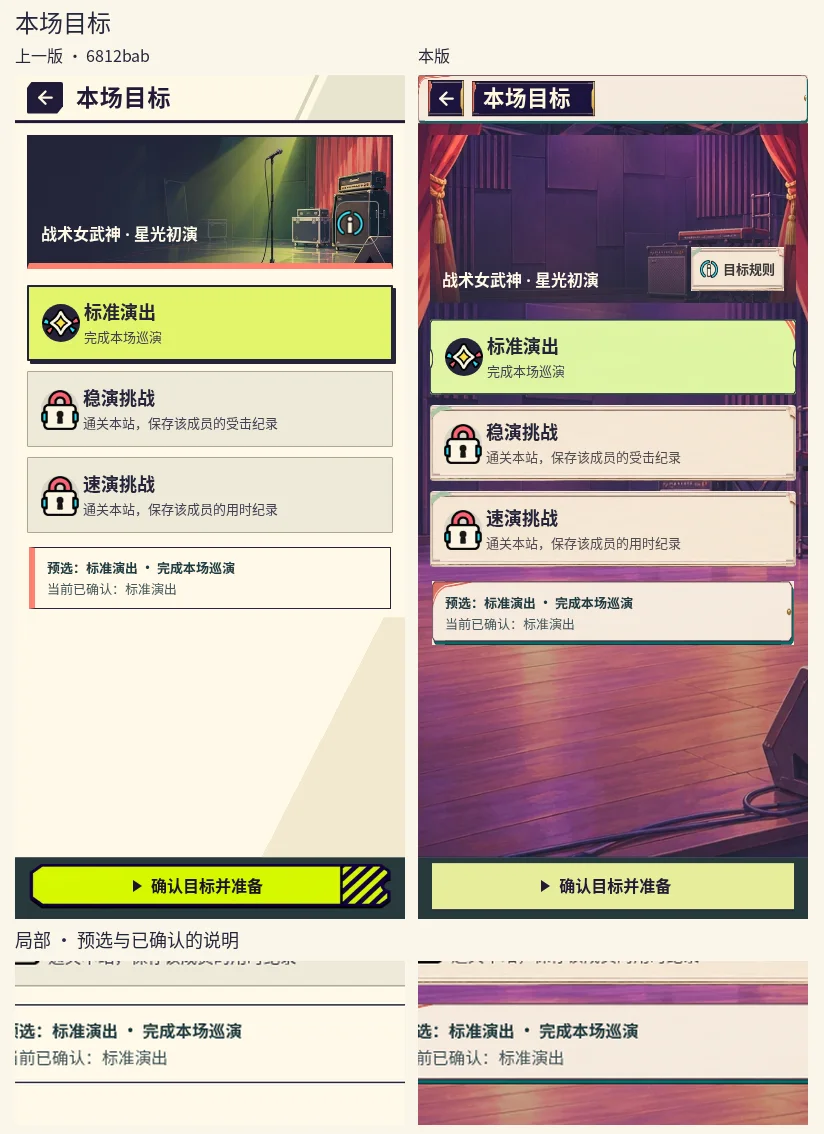 本场目标
上一版 · 6812bab
本场目标
战术女武神 · 星光初演
标准演出
完成本场巡演
稳演挑战
通关本站，保存该成员的受击纪录
速演挑战
通关本站，保存该成员的用时纪录
预选：标准演出 · 完成本场巡演
当前已确认：标准演出
确认目标并准备
本版
本场目标
战术女武神 · 星光初演
目标规则
标准演出
完成本场巡演
稳演挑战
通关本站，保存该成员的受击纪录
速演挑战
通关本站，保存该成员的用时纪录
预选：标准演出 · 完成本场巡演
当前已确认：标准演出
确认目标并准备
局部 · 预选与已确认的说明
选：标准演出 · 完成本场巡演
前已确认：标准演出
选：标准演出 · 完成本场巡演
前已确认：标准演出